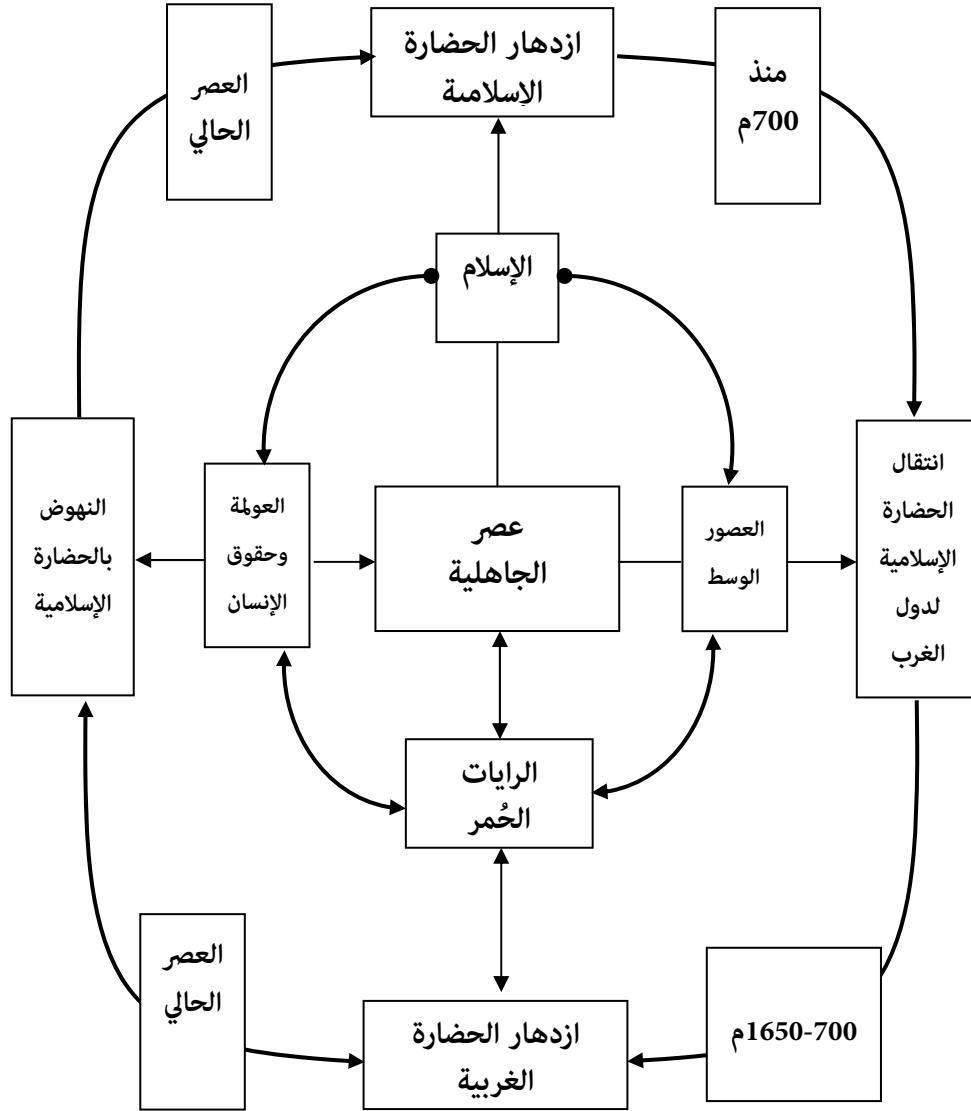 ازدهار الحضارة
الإسلامية
منذ
700م
العصر
الحالي
الإسلام
انتقال
الحضارة
الإسلامية
لدول
الغرب
العصور
الوسط
عصر
الجاهلية
العولمة
وحقوق
الإنسان
النهوض
بالحضارة
الإسلامية
الرايات
الحُمر
العصر
الحالي
700-1650م
ازدهار الحضارة
الغربية